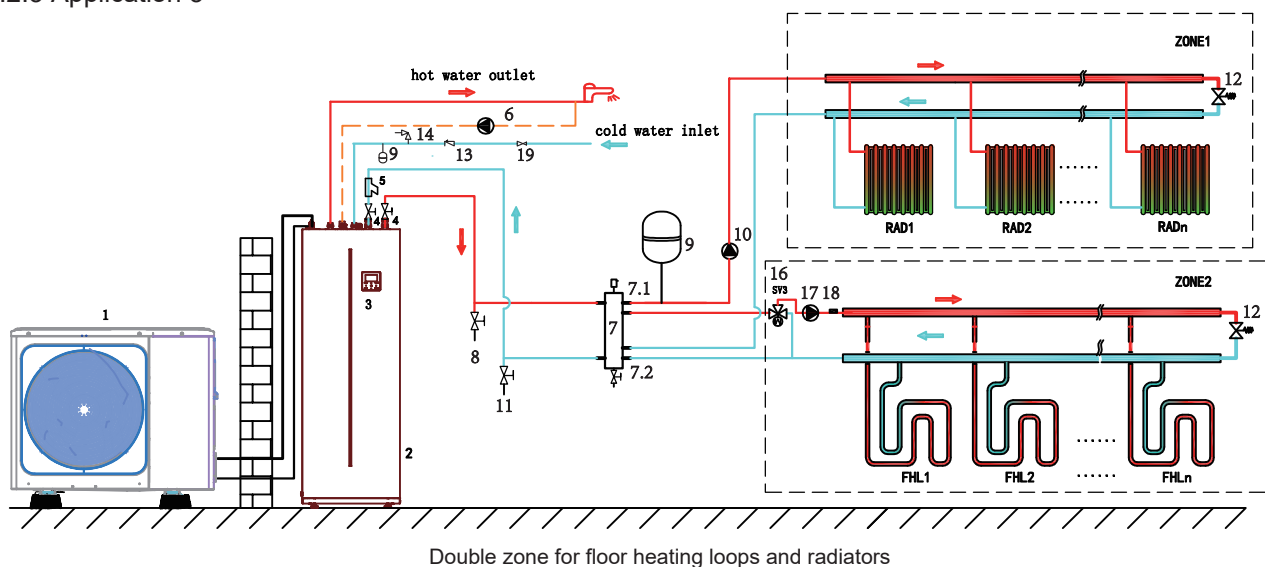 hot water outlet
6
14
9
13
19
cold water inlet
5
4
4
3
1
2
8
11
9
10
7.1
7
7.2
ZONE1
12
RAD1
RAD2
RADn
16
SV3
17
18
M
ZONE2
12
FHL1
FHL2
FHLn
Double zone for floor heating loops and radiators